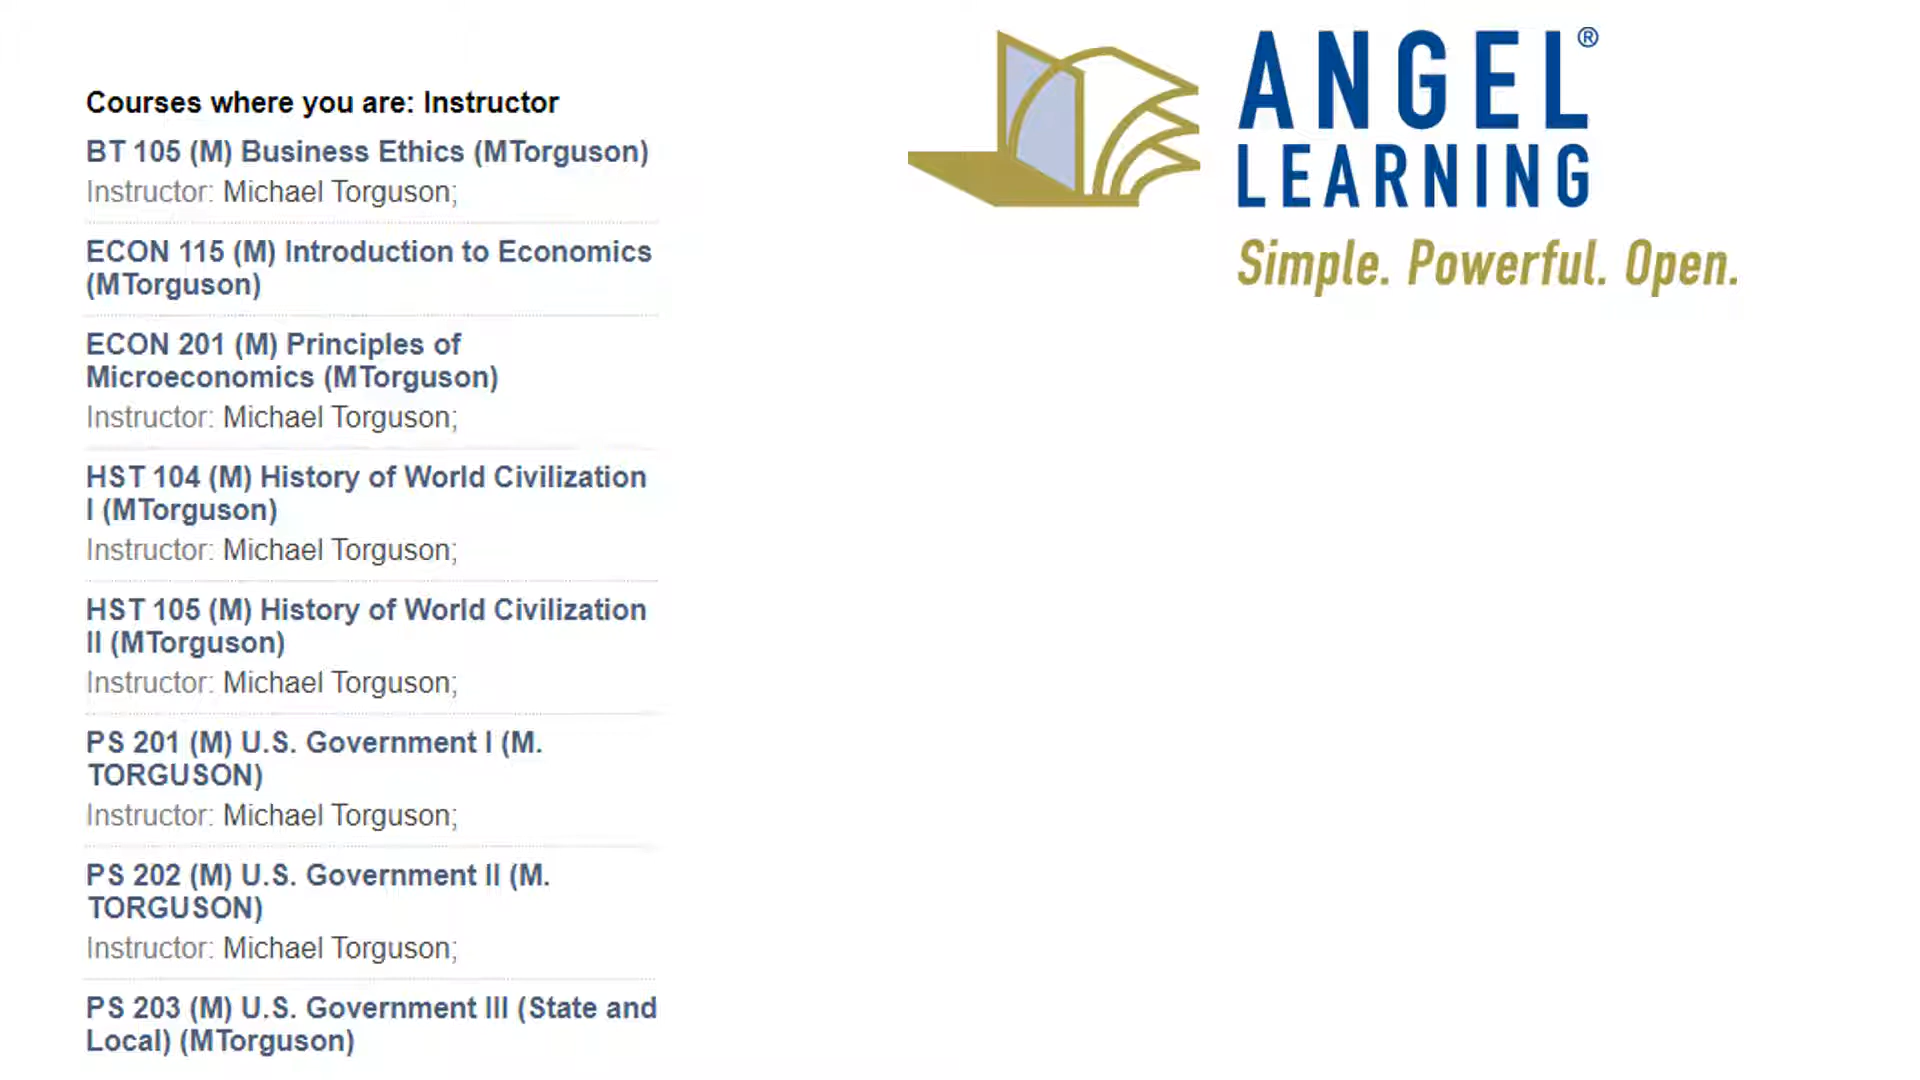 Courses where you are: Instructor
BT 105 (M) Business Ethics (MTorguson)
Instructor: Michael Torguson;
ECON 115 (M) Introduction to Economics
(MTorguson)
ECON 201 (M) Principles of
Microeconomics (MTorguson)
Instructor: Michael Torguson;
HST 104 (M) History of World Civilization
I (MTorguson)
Instructor: Michael Torguson;
HST 105 (M) History of World Civilization
II (MTorguson)
Instructor: Michael Torguson;
PS 201 (M) U.S. Government I (M.
TORGUSON)
Instructor: Michael Torguson;
PS 202 (M) U.S. Government II (M.
TORGUSON)
Instructor: Michael Torguson;
PS 203 (M) U.S. Government III (State and
Local) (MTorguson)
ANGEL®
LEARNING
Simple. Powerful. Open.